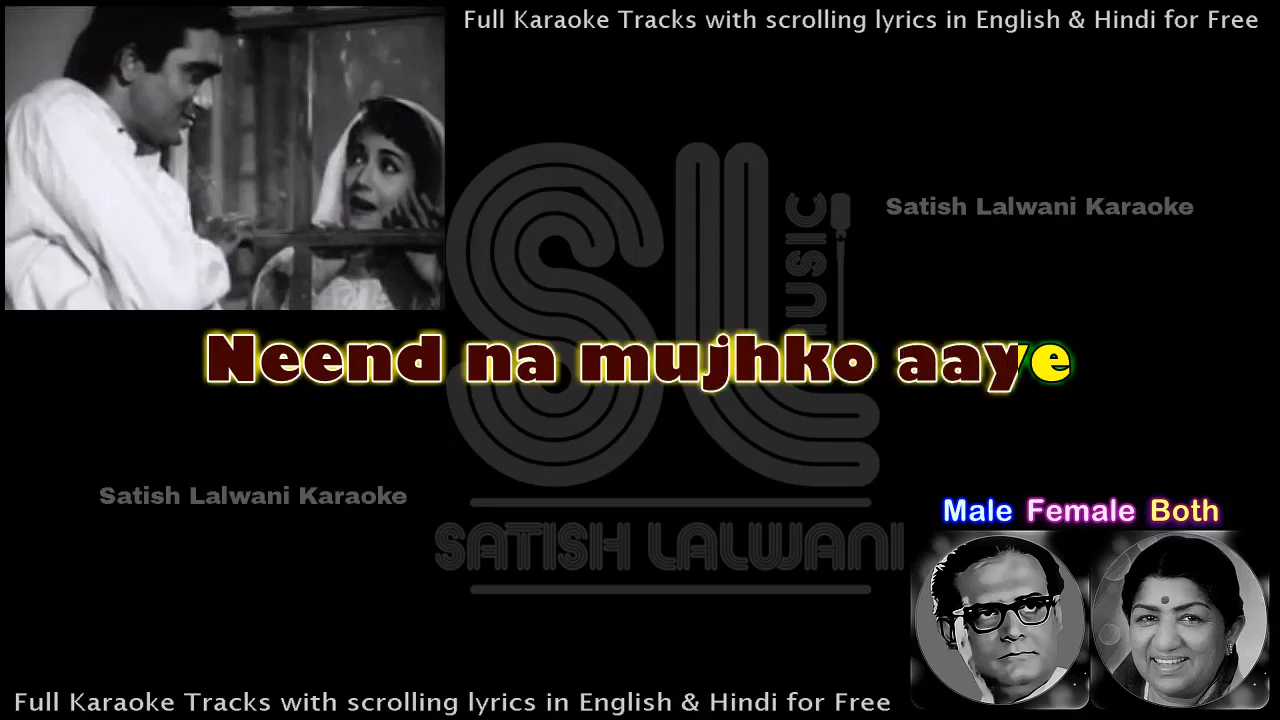 Full Karaoke Tracks with scrolling lyrics in English & Hindi for Free
MUSIC
Satish Lalwani Karaoke
Neend na mujhko aaye
Satish Lalwani Karaoke
Male Female Both
SATISH LALWANI
Full Karaoke Tracks with scrolling lyrics in English & Hindi for Free